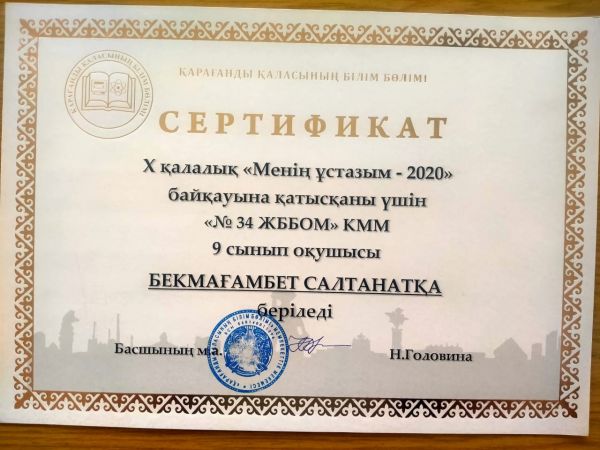 ҚАРАҒАНДЫ ҚАЛАСЫНЫҢ БІЛІМ БӨЛІМІ
СЕРТИФИКАТ
X қалалық «Менің ұстазым - 2020»
байқауына қатысқаны үшін
«№ 34 ЖББОМ» КММ
9 сынып оқушысы
БЕКМАҒАМБЕТ САЛТАНАТҚА
беріледі
Басшының м.а.
Н.Головина